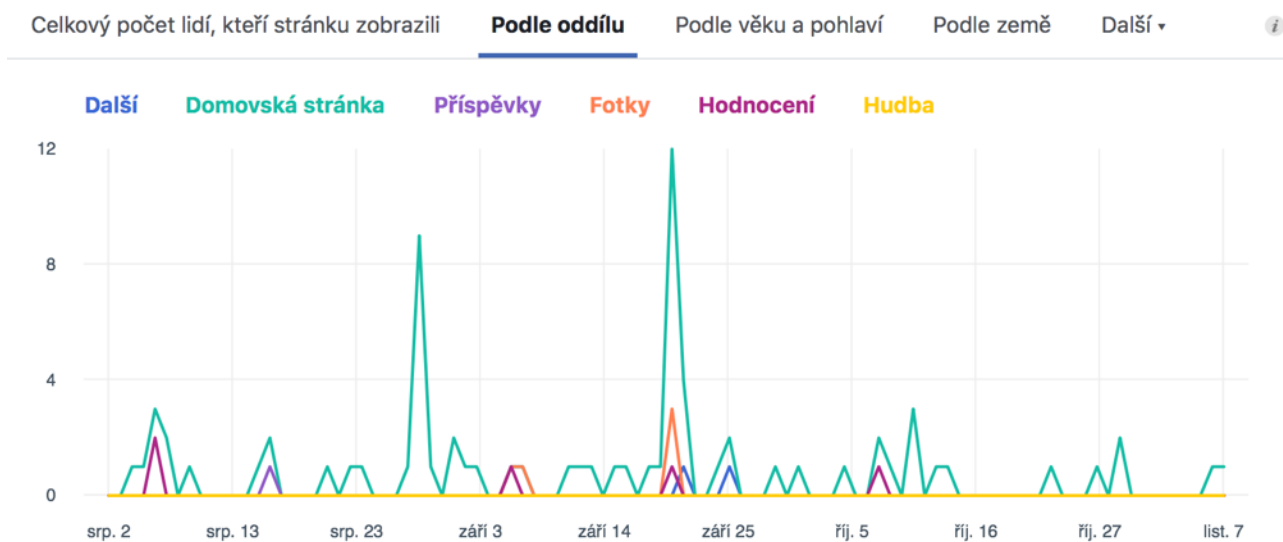 Celkový počet lidí, kteří stránku zobrazili Podle oddílu Podle věku a pohlaví Podle země Další ▾ i
Další Domovská stránka Příspěvky Fotky Hodnocení Hudba
12
8
4
0
srp. 2 srp. 13 srp. 23 září 3 září 14 září 25 říj. 5 říj. 16 říj. 27 list. 7